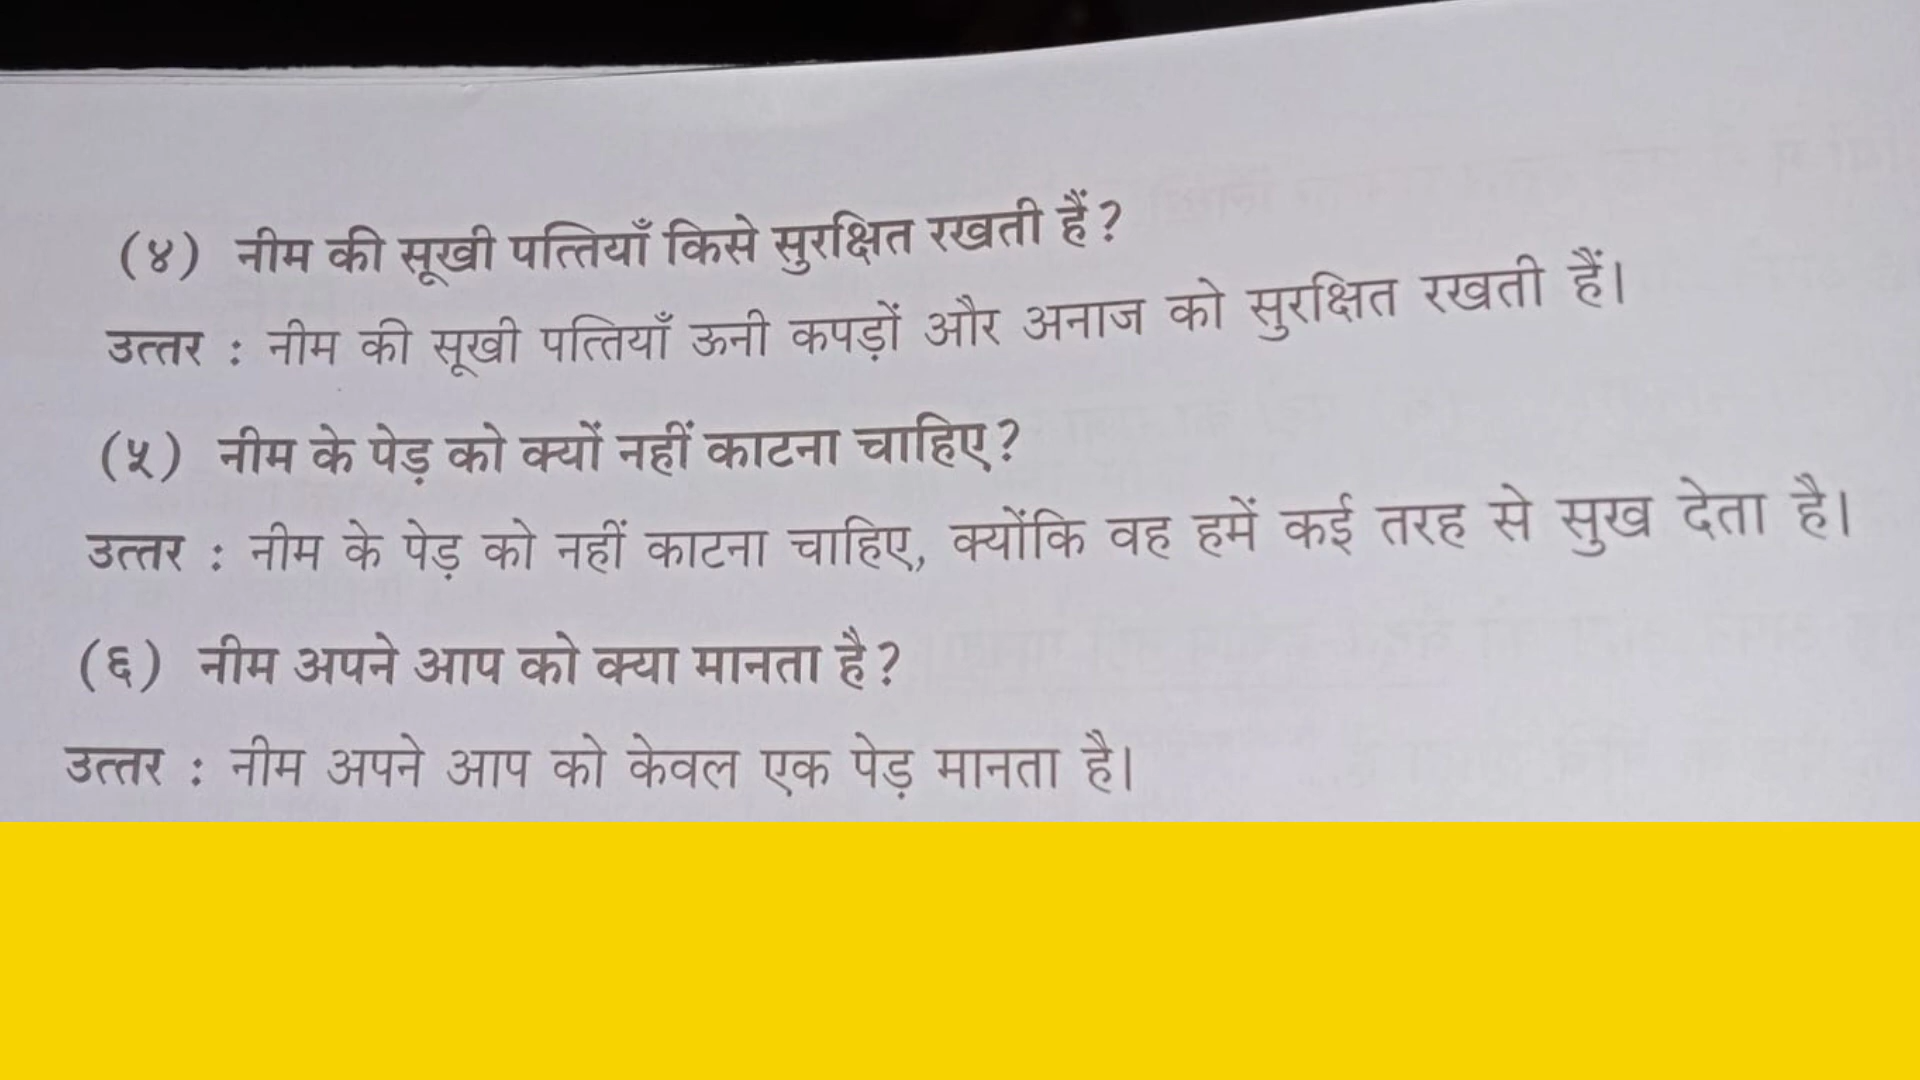 (४) नीम की सूखी पत्तियाँ किसे सुरक्षित रखती हैं?
उत्तर : नीम की सूखी पत्तियाँ ऊनी कपड़ों और अनाज को सुरक्षित रखती हैं।
(५) नीम के पेड़ को क्यों नहीं काटना चाहिए?
उत्तर : नीम के पेड़ को नहीं काटना चाहिए, क्योंकि वह हमें कई तरह से सुख देता है।
(६) नीम अपने आप को क्या मानता है?
उत्तर : नीम अपने आप को केवल एक पेड़ मानता है।